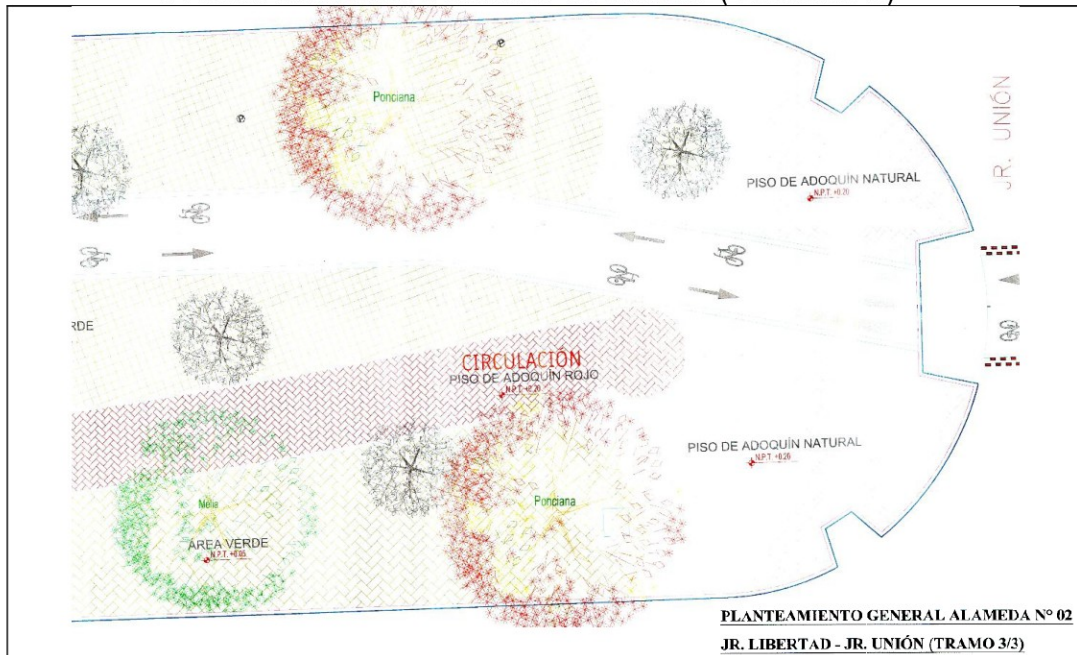 Ponciana
JR. UNIÓN
PISO DE ADOQUÍN NATURAL
N.P.T. +0.20
RDE
CIRCULACIÓN
PISO DE ADOQUÍN ROJO
N.P.T. +0.20
PISO DE ADOQUÍN NATURAL
N.P.T. +0.20
Melia
Ponciana
ÁREA VERDE
N.P.T. +0.05
PLANTEAMIENTO GENERAL ALAMEDA N° 02
JR. LIBERTAD - JR. UNIÓN (TRAMO 3/3)